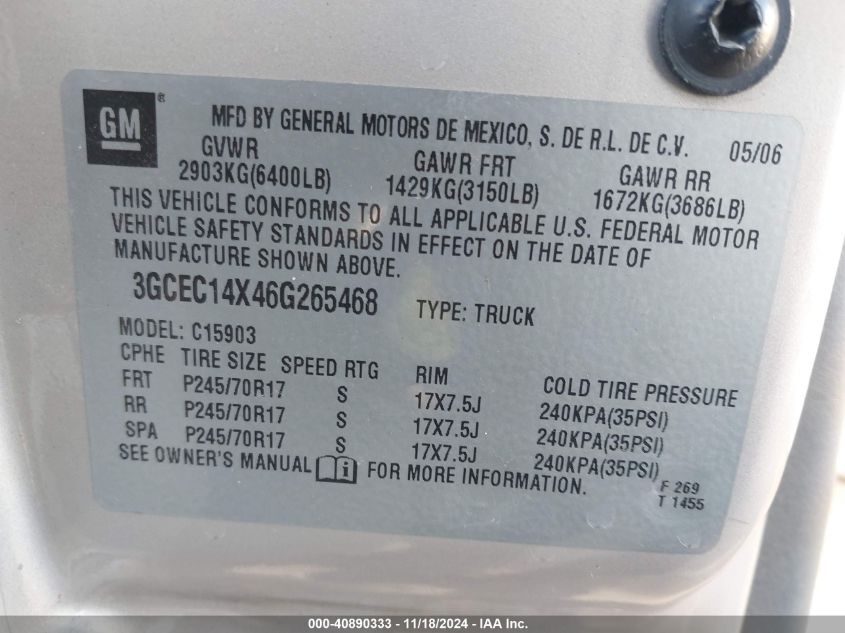 GM ®
MFD BY GENERAL MOTORS DE MEXICO, S. DE R.L. DE C.V. 05/06
GVWR GAWR FRT GAWR RR
2903KG(6400LB) 1429KG(3150LB) 1672KG(3686LB)
THIS VEHICLE CONFORMS TO ALL APPLICABLE U.S. FEDERAL MOTOR
VEHICLE SAFETY STANDARDS IN EFFECT ON THE DATE OF
MANUFACTURE SHOWN ABOVE.
3GCEC14X46G265468 TYPE: TRUCK
MODEL: C15903
CPHE TIRE SIZE SPEED RTG RIM COLD TIRE PRESSURE
FRT P245/70R17 S 17X7.5J 240KPA(35PSI)
RR P245/70R17 S 17X7.5J 240KPA(35PSI)
SPA P245/70R17 S 17X7.5J 240KPA(35PSI)
SEE OWNER'S MANUAL i FOR MORE INFORMATION.
F 269
T 1455
000-40890333 - 11/18/2024 - IAA Inc.